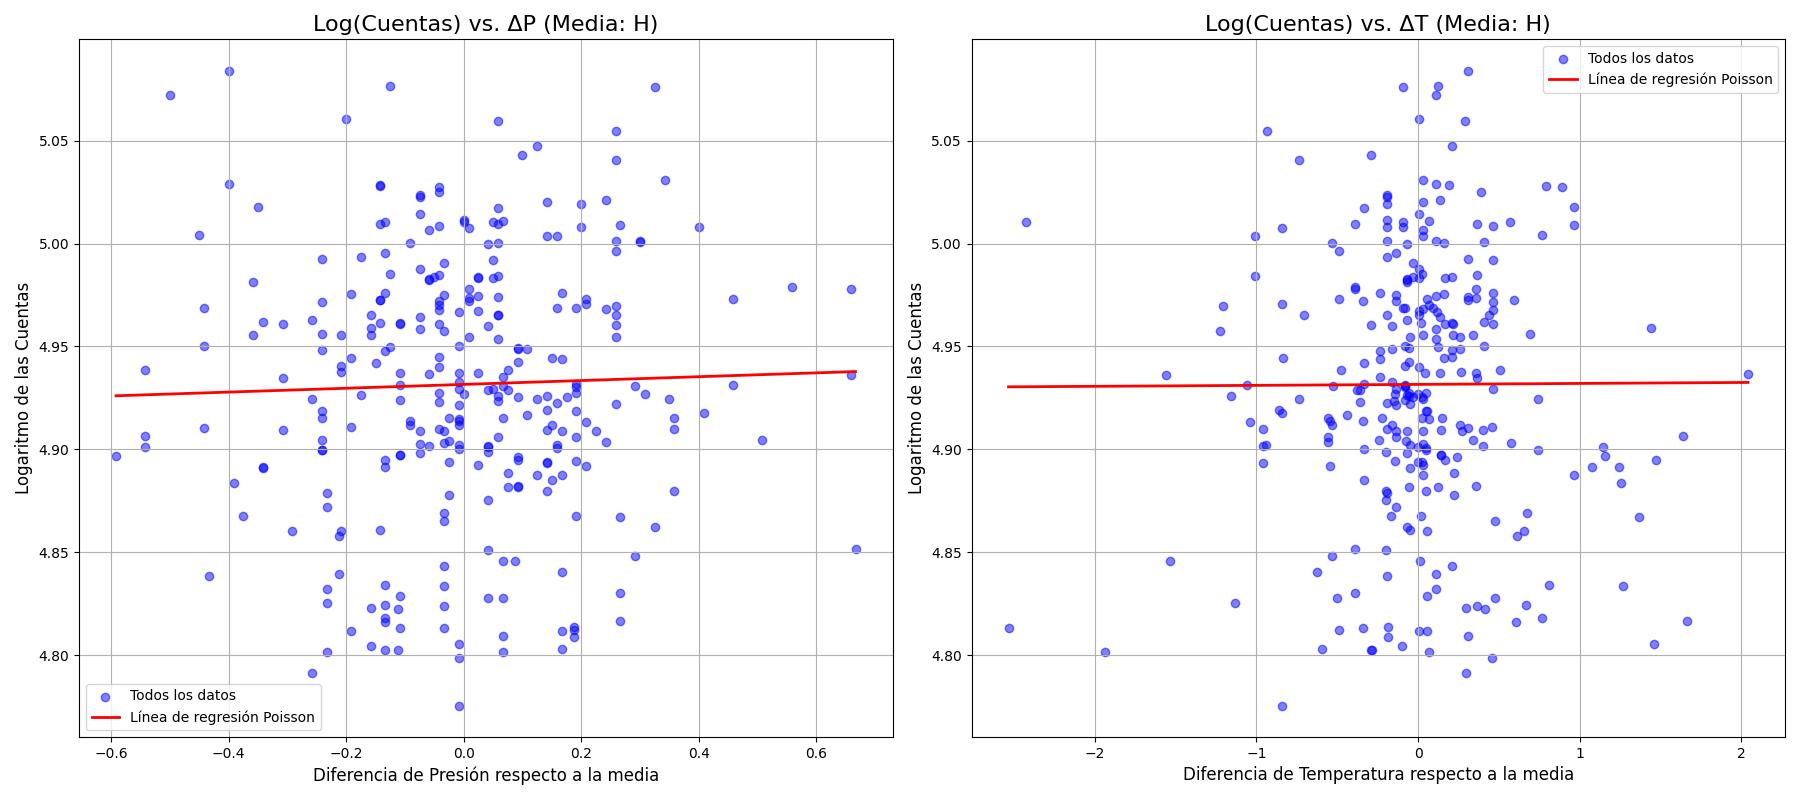 Log(Cuentas) vs. ΔP (Media: H)
Logaritmo de las Cuentas
5.05
5.00
4.95
4.90
4.85
4.80
Todos los datos
Línea de regresión Poisson
−0.6 −0.4 −0.2 0.0 0.2 0.4 0.6
Diferencia de Presión respecto a la media
Log(Cuentas) vs. ΔT (Media: H)
Logaritmo de las Cuentas
5.05
5.00
4.95
4.90
4.85
4.80
Todos los datos
Línea de regresión Poisson
−2 −1 0 1 2
Diferencia de Temperatura respecto a la media